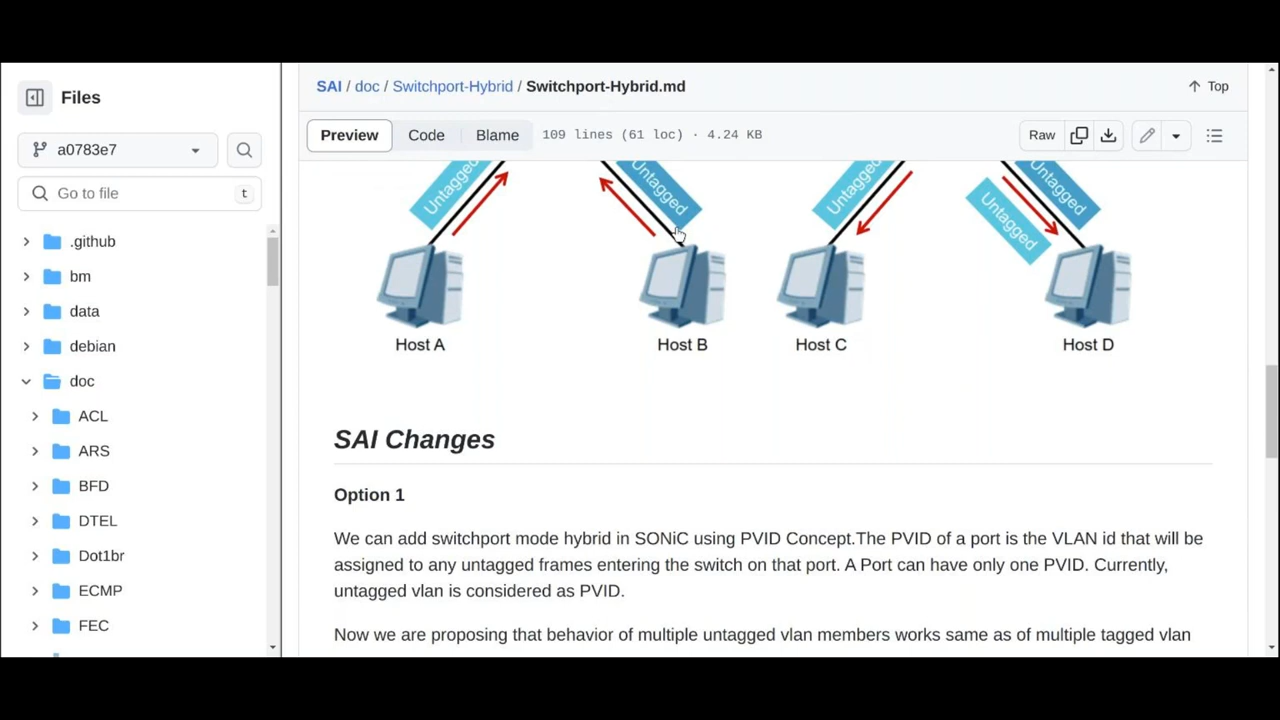 Files
a0783e7
Go to file
t
.github
bm
data
debian
doc
ACL
ARS
BFD
DTEL
Dot1br
ECMP
FEC
SAI / doc / Switchport-Hybrid / Switchport-Hybrid.md
Top
Preview
Code
Blame
109 lines (61 loc) · 4.24 KB
Raw
Untagged
Untagged
Untagged
Untagged
Untagged
Host A
Host B
Host C
Host D
SAI Changes
Option 1
We can add switchport mode hybrid in SONiC using PVID Concept.The PVID of a port is the VLAN id that will be
assigned to any untagged frames entering the switch on that port. A Port can have only one PVID. Currently,
untagged vlan is considered as PVID.
Now we are proposing that behavior of multiple untagged vlan members works same as of multiple tagged vlan